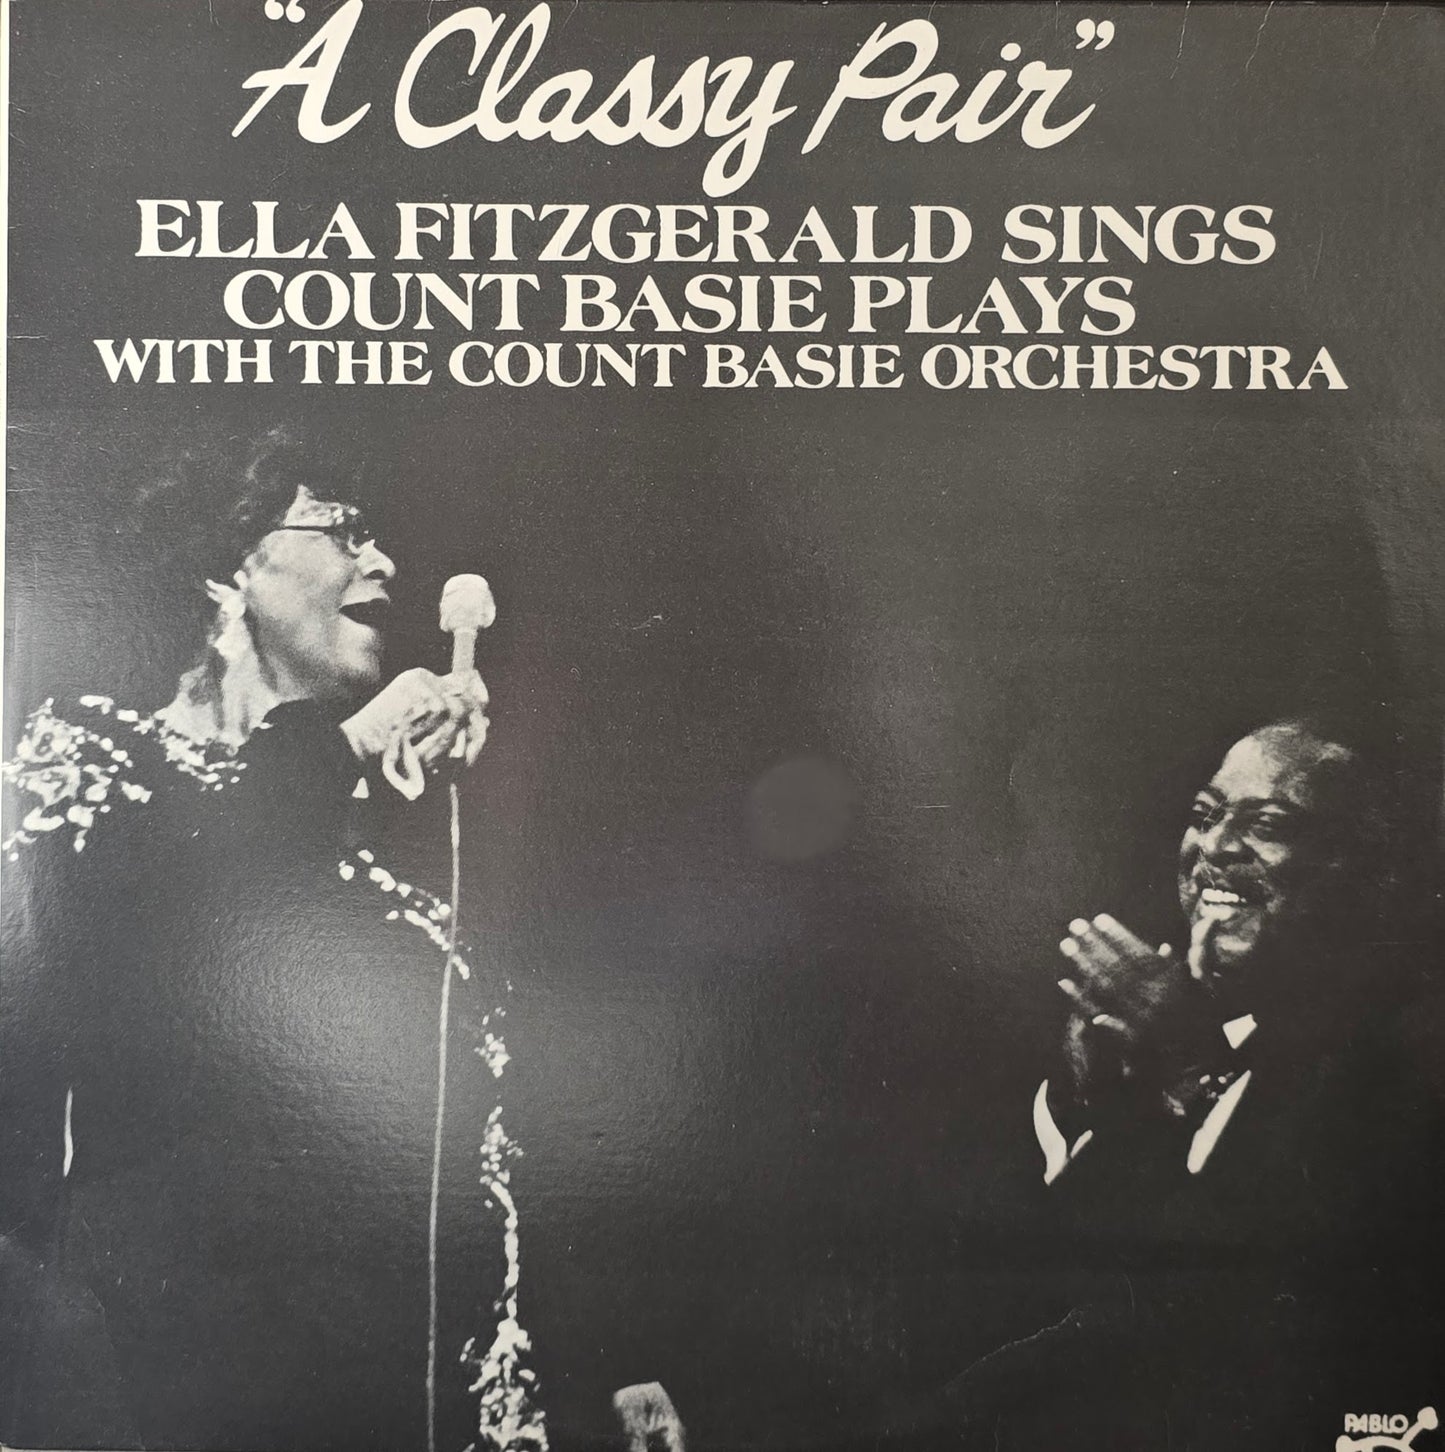 "A Classy Pair"
ELLA FITZGERALD SINGS
COUNT BASIE PLAYS
WITH THE COUNT BASIE ORCHESTRA
PABLO